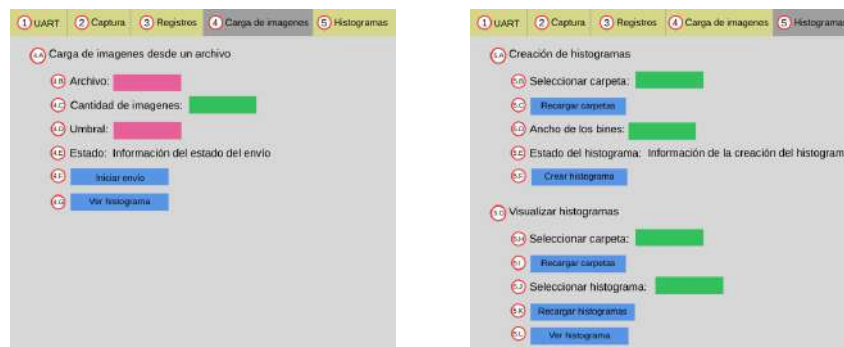 1 UART 2 Captura 3 Registros 4 Carga de imagenes 5 Histogramas
4.A Carga de imagenes desde un archivo
4.B Archivo:
4.C Cantidad de imagenes:
4.D Umbral:
4.E Estado: Información del estado del envío
4.F Iniciar envío
4.G Ver histograma
1 UART 2 Captura 3 Registros 4 Carga de imagenes 5 Histogramas
5.A Creación de histogramas
5.B Seleccionar carpeta:
5.C Recargar carpetas
5.D Ancho de los bines:
5.E Estado del histograma: Información de la creación del histogram
5.F Crear histograma
Visualizar histogramas
5.H Seleccionar carpeta:
5.I Recargar carpetas
5.J Seleccionar histograma:
5.K Recargar histogramas
5.L Ver histograma